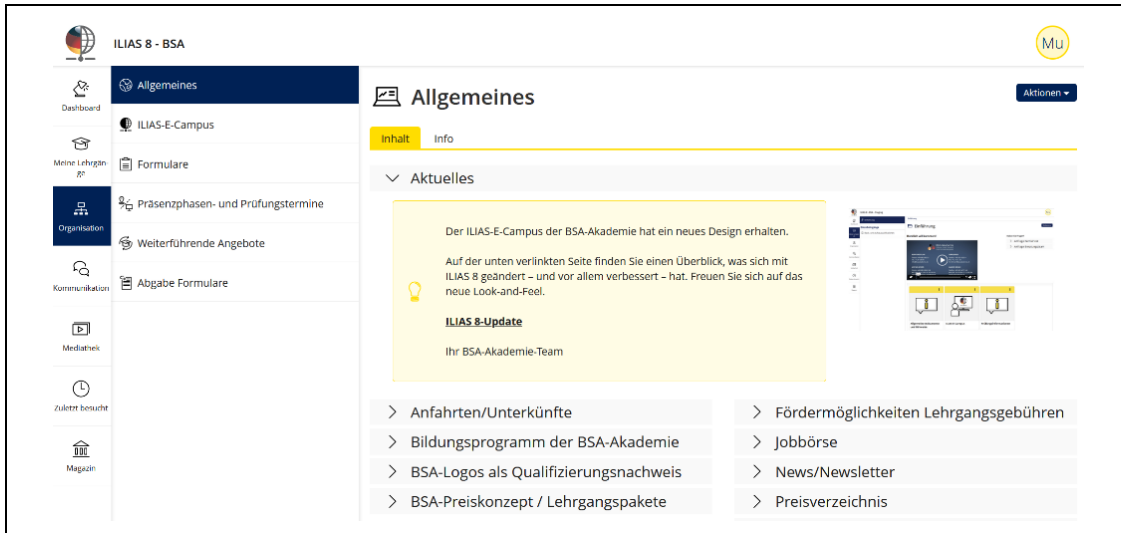 ILIAS 8 - BSA
Mu
Dashboard
Meine Lehrgän-
ge
Organisation
Kommunikation
Mediathek
Zuletzt besucht
Magazin
Allgemeines
ILIAS-E-Campus
Formulare
Präsenzphasen- und Prüfungstermine
Weiterführende Angebote
Abgabe Formulare
Allgemeines
Aktionen
Inhalt Info
Aktuelles
Der ILIAS-E-Campus der BSA-Akademie hat ein neues Design erhalten.
Auf der unten verlinkten Seite finden Sie einen Überblick, was sich mit
ILIAS 8 geändert – und vor allem verbessert – hat. Freuen Sie sich auf das
neue Look-and-Feel.
ILIAS 8-Update
Ihr BSA-Akademie-Team
Einführung
Anfahrten/Unterkünfte
Bildungsprogramm der BSA-Akademie
BSA-Logos als Qualifizierungsnachweis
BSA-Preiskonzept / Lehrgangspakete
Fördermöglichkeiten Lehrgangsgebühren
Jobbörse
News/Newsletter
Preisverzeichnis